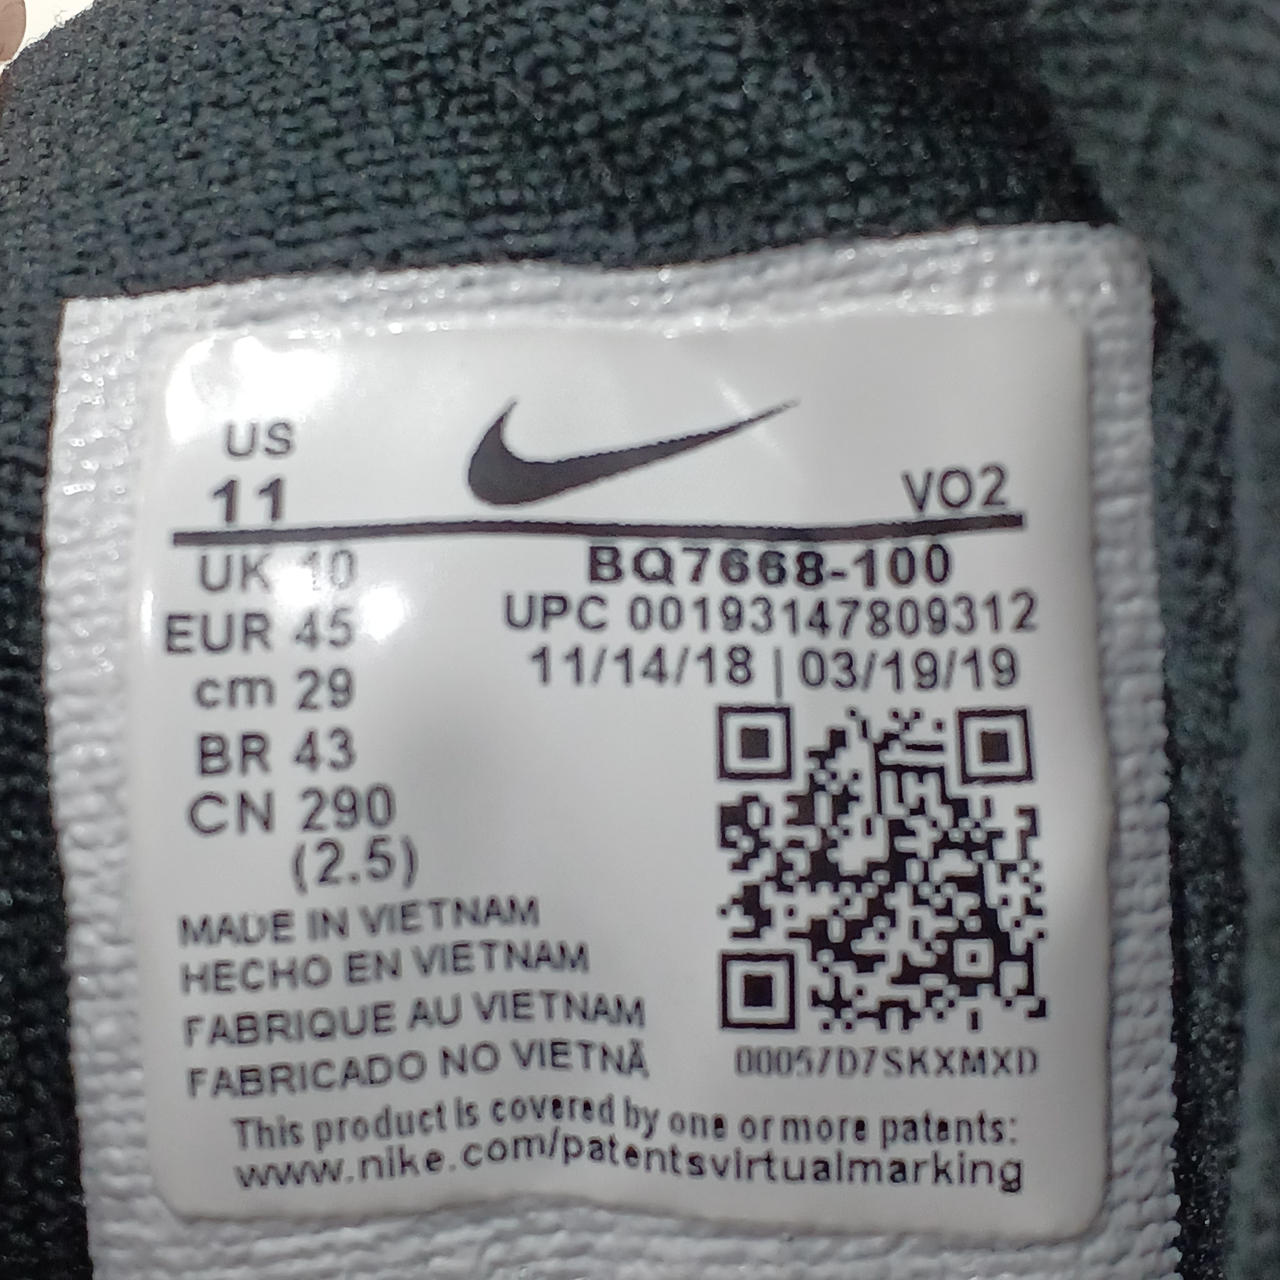 US
11
VO2
UK 10
EUR 45
cm 29
BR 43
CN 290
(2.5)
BQ7668-100
UPC 00193147809312
11/14/18 | 03/19/19
00057D7SKXMXD
MADE IN VIETNAM
HECHO EN VIETNAM
FABRIQUE AU VIETNAM
FABRICADO NO VIETNÃ
This product is covered by one or more patents:
www.nike.com/patentsvirtualmarking